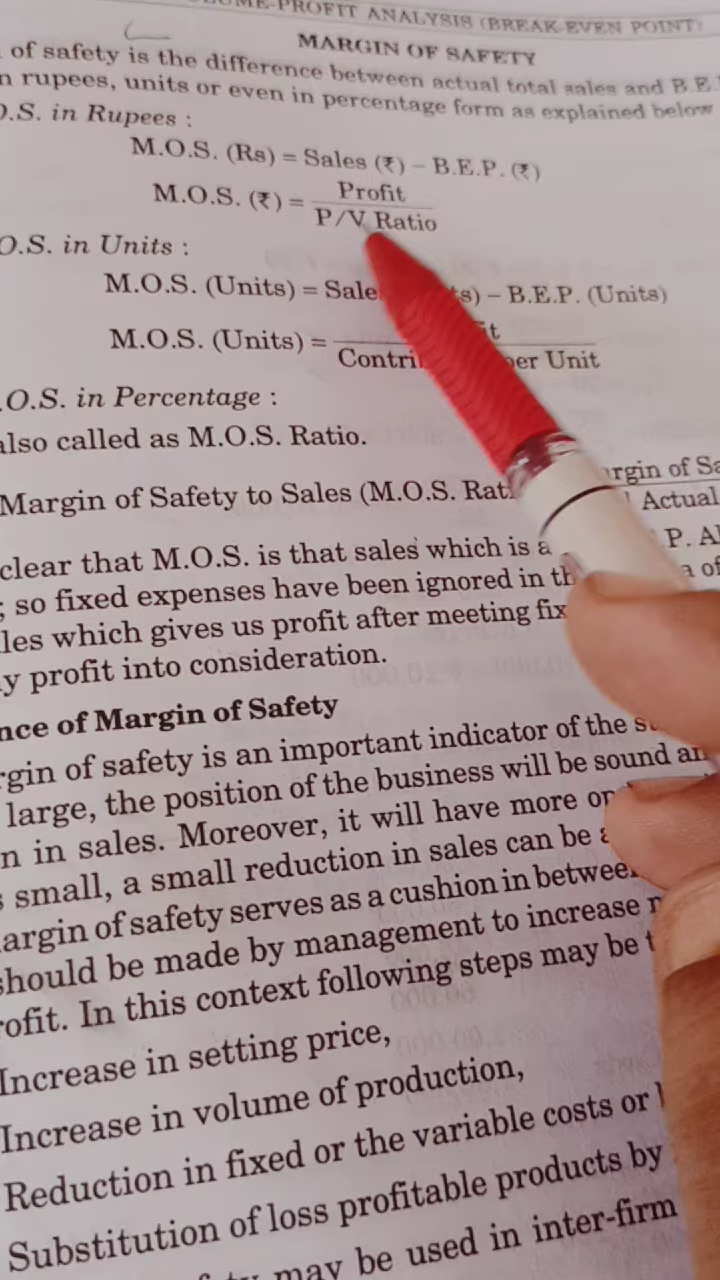 PROFIT ANALYSIS (BREAK-EVEN POINT)
MARGIN OF SAFETY
of safety is the difference between actual total sales and B.E.
n rupees, units or even in percentage form as explained below
O.S. in Rupees :
M.O.S. (Rs) = Sales (₹) – B.E.P. (₹)
M.O.S. (₹) = Profit
P/V Ratio
O.S. in Units :
M.O.S. (Units) = Sale s) – B.E.P. (Units)
M.O.S. (Units) = t
Contri per Unit
.O.S. in Percentage :
also called as M.O.S. Ratio.
Margin of Safety to Sales (M.O.S. Rati rgin of Sa
Actual
clear that M.O.S. is that sales which is a P. A
; so fixed expenses have been ignored in th a of
les which gives us profit after meeting fix
y profit into consideration.
nce of Margin of Safety
rgin of safety is an important indicator of the s
large, the position of the business will be sound an
n in sales. Moreover, it will have more or
s small, a small reduction in sales can be a
argin of safety serves as a cushion in between
should be made by management to increase
rofit. In this context following steps may be t
Increase in setting price,
Increase in volume of production,
Reduction in fixed or the variable costs or
Substitution of loss profitable products by
may be used in inter-firm